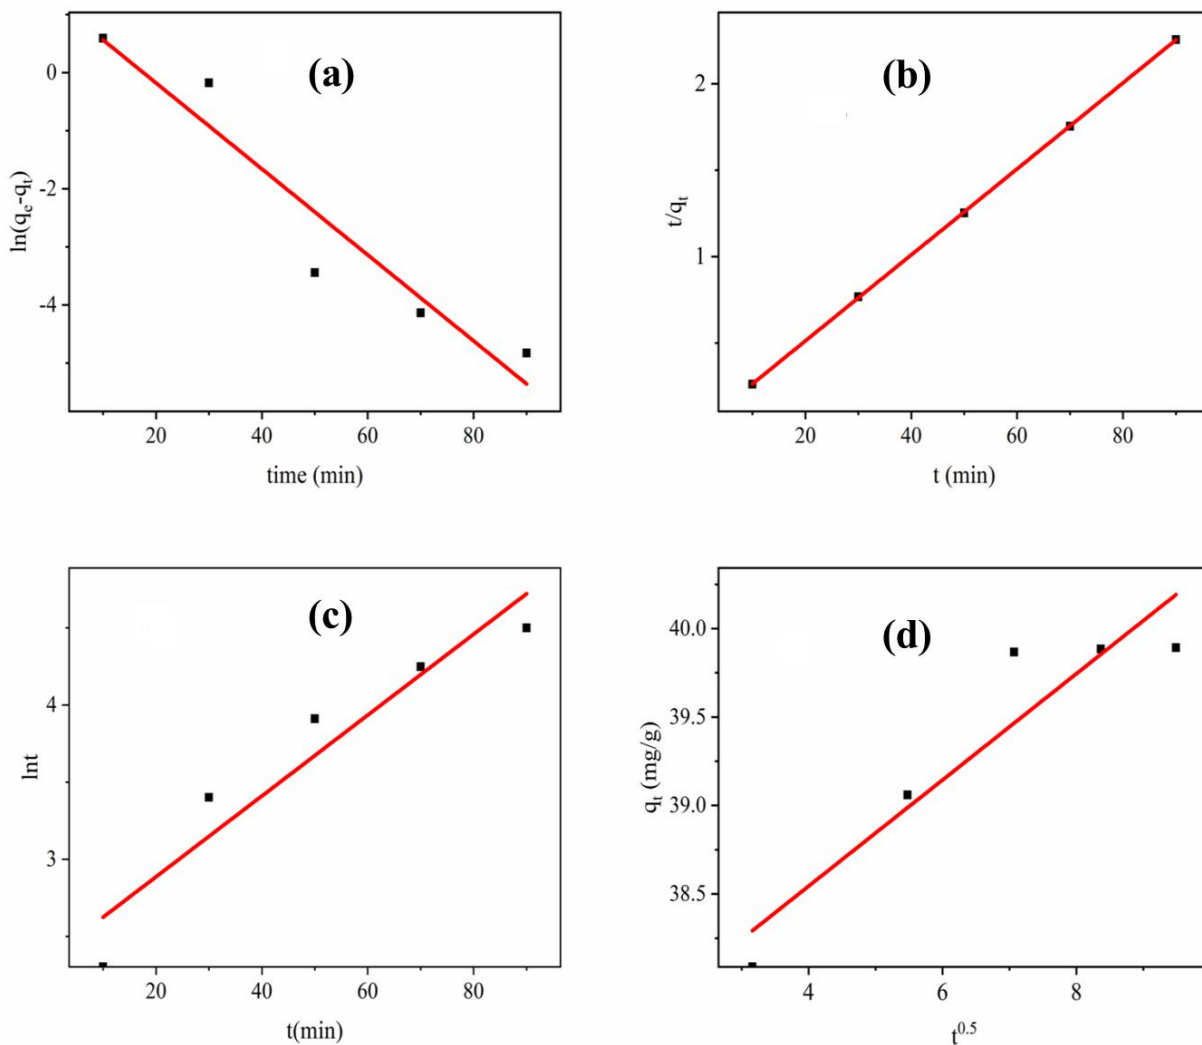 (a)
ln(qₑ-qₜ)
0
-2
-4
20 40 60 80
time (min)
(b)
t/qₜ
2
1
20 40 60 80
t (min)
(c)
lnt
4
3
20 40 60 80
t(min)
(d)
qₜ (mg/g)
40.0
39.5
39.0
38.5
4 6 8
t⁰·⁵